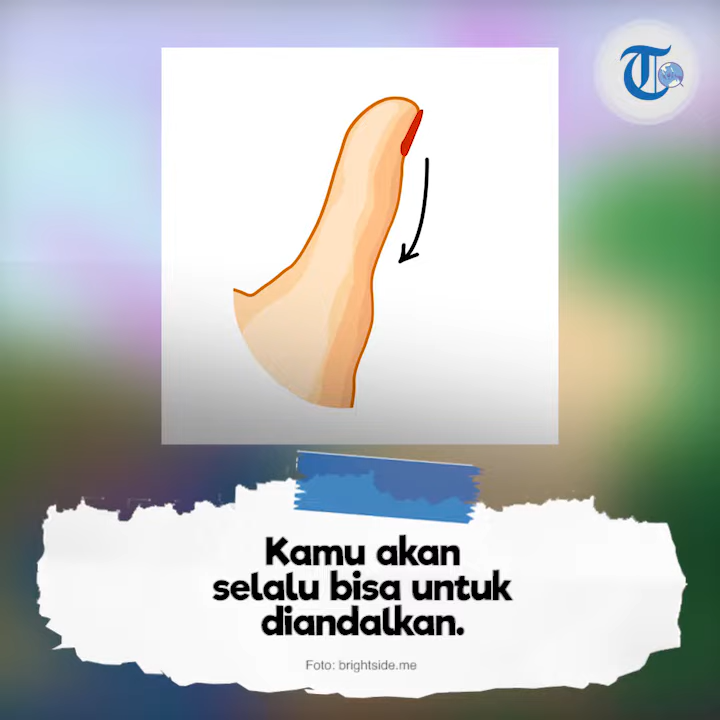 T
Kamu akan
selalu bisa untuk
diandalkan.
Foto: brightside.me